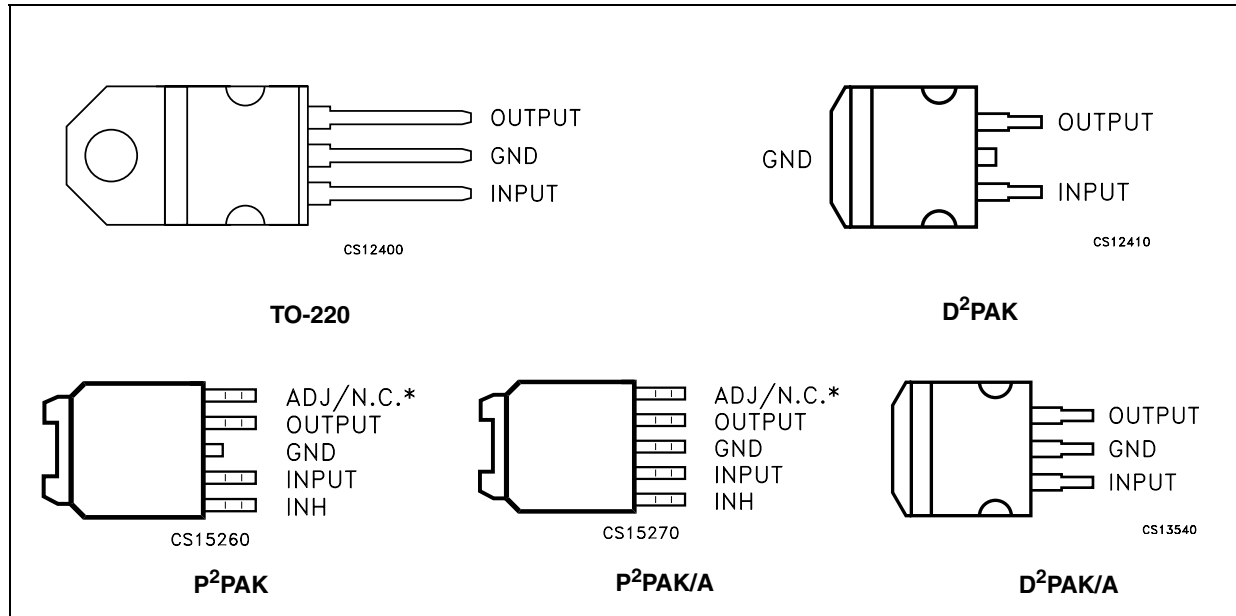 OUTPUT
GND
INPUT
CS12400
TO-220
GND
OUTPUT
INPUT
CS12410
D²PAK
ADJ/N.C.*
OUTPUT
GND
INPUT
INH
CS15260
P²PAK
ADJ/N.C.*
OUTPUT
GND
INPUT
INH
CS15270
P²PAK/A
OUTPUT
GND
INPUT
CS13540
D²PAK/A